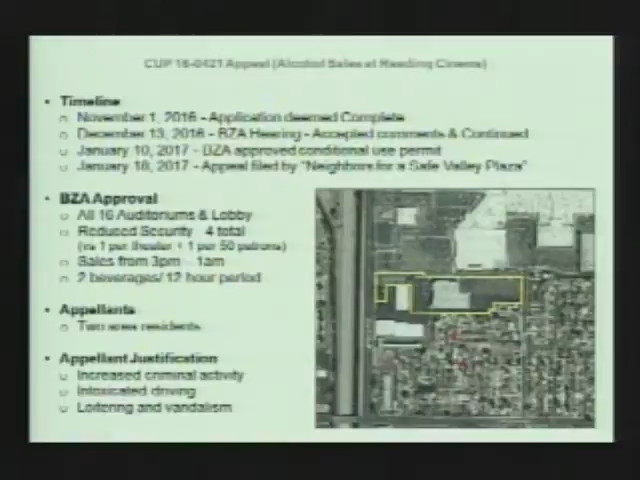 CUP 16-0421 Appeal (Alcohol Sales at Reading Cinema)
• Timeline
o November 1, 2016 - Application deemed Complete
o December 13, 2016 - BZA Hearing - Accepted comments & Continued
o January 10, 2017 - BZA approved conditional use permit
o January 18, 2017 - Appeal filed by "Neighbors for a Safe Valley Plaza"
• BZA Approval
o All 16 Auditoriums & Lobby
o Reduced Security - 4 total
(vs 1 per theater + 1 per 50 patrons)
o Sales from 3pm - 1am
o 2 beverages/ 12 hour period
• Appellants
o Two area residents
• Appellant Justification
o Increased criminal activity
o Intoxicated driving
o Loitering and vandalism